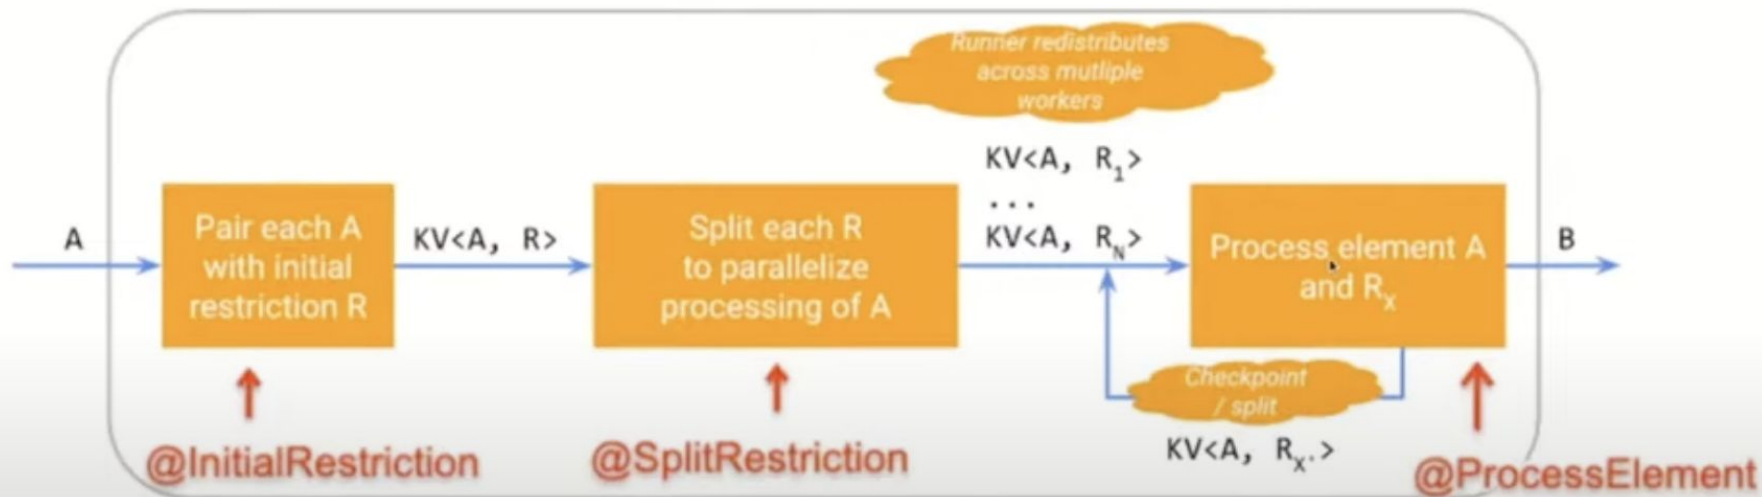 Runner redistributes
across mutliple
workers
A
Pair each A
with initial
restriction R
KV<A, R>
Split each R
to parallelize
processing of A
KV<A, R₁>
...
KV<A, R_N>
Process element A
and Rₓ
B
Checkpoint
/ split
KV<A, Rₓ.>
@InitialRestriction
@SplitRestriction
@ProcessElement